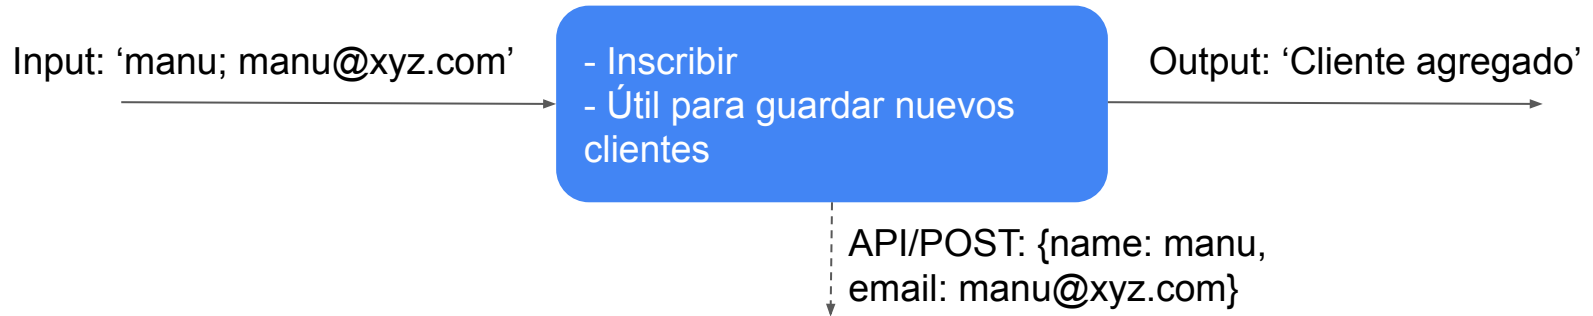 Input: ‘manu; manu@xyz.com’
- Inscribir
- Útil para guardar nuevos
clientes
Output: ‘Cliente agregado’
API/POST: {name: manu,
email: manu@xyz.com}